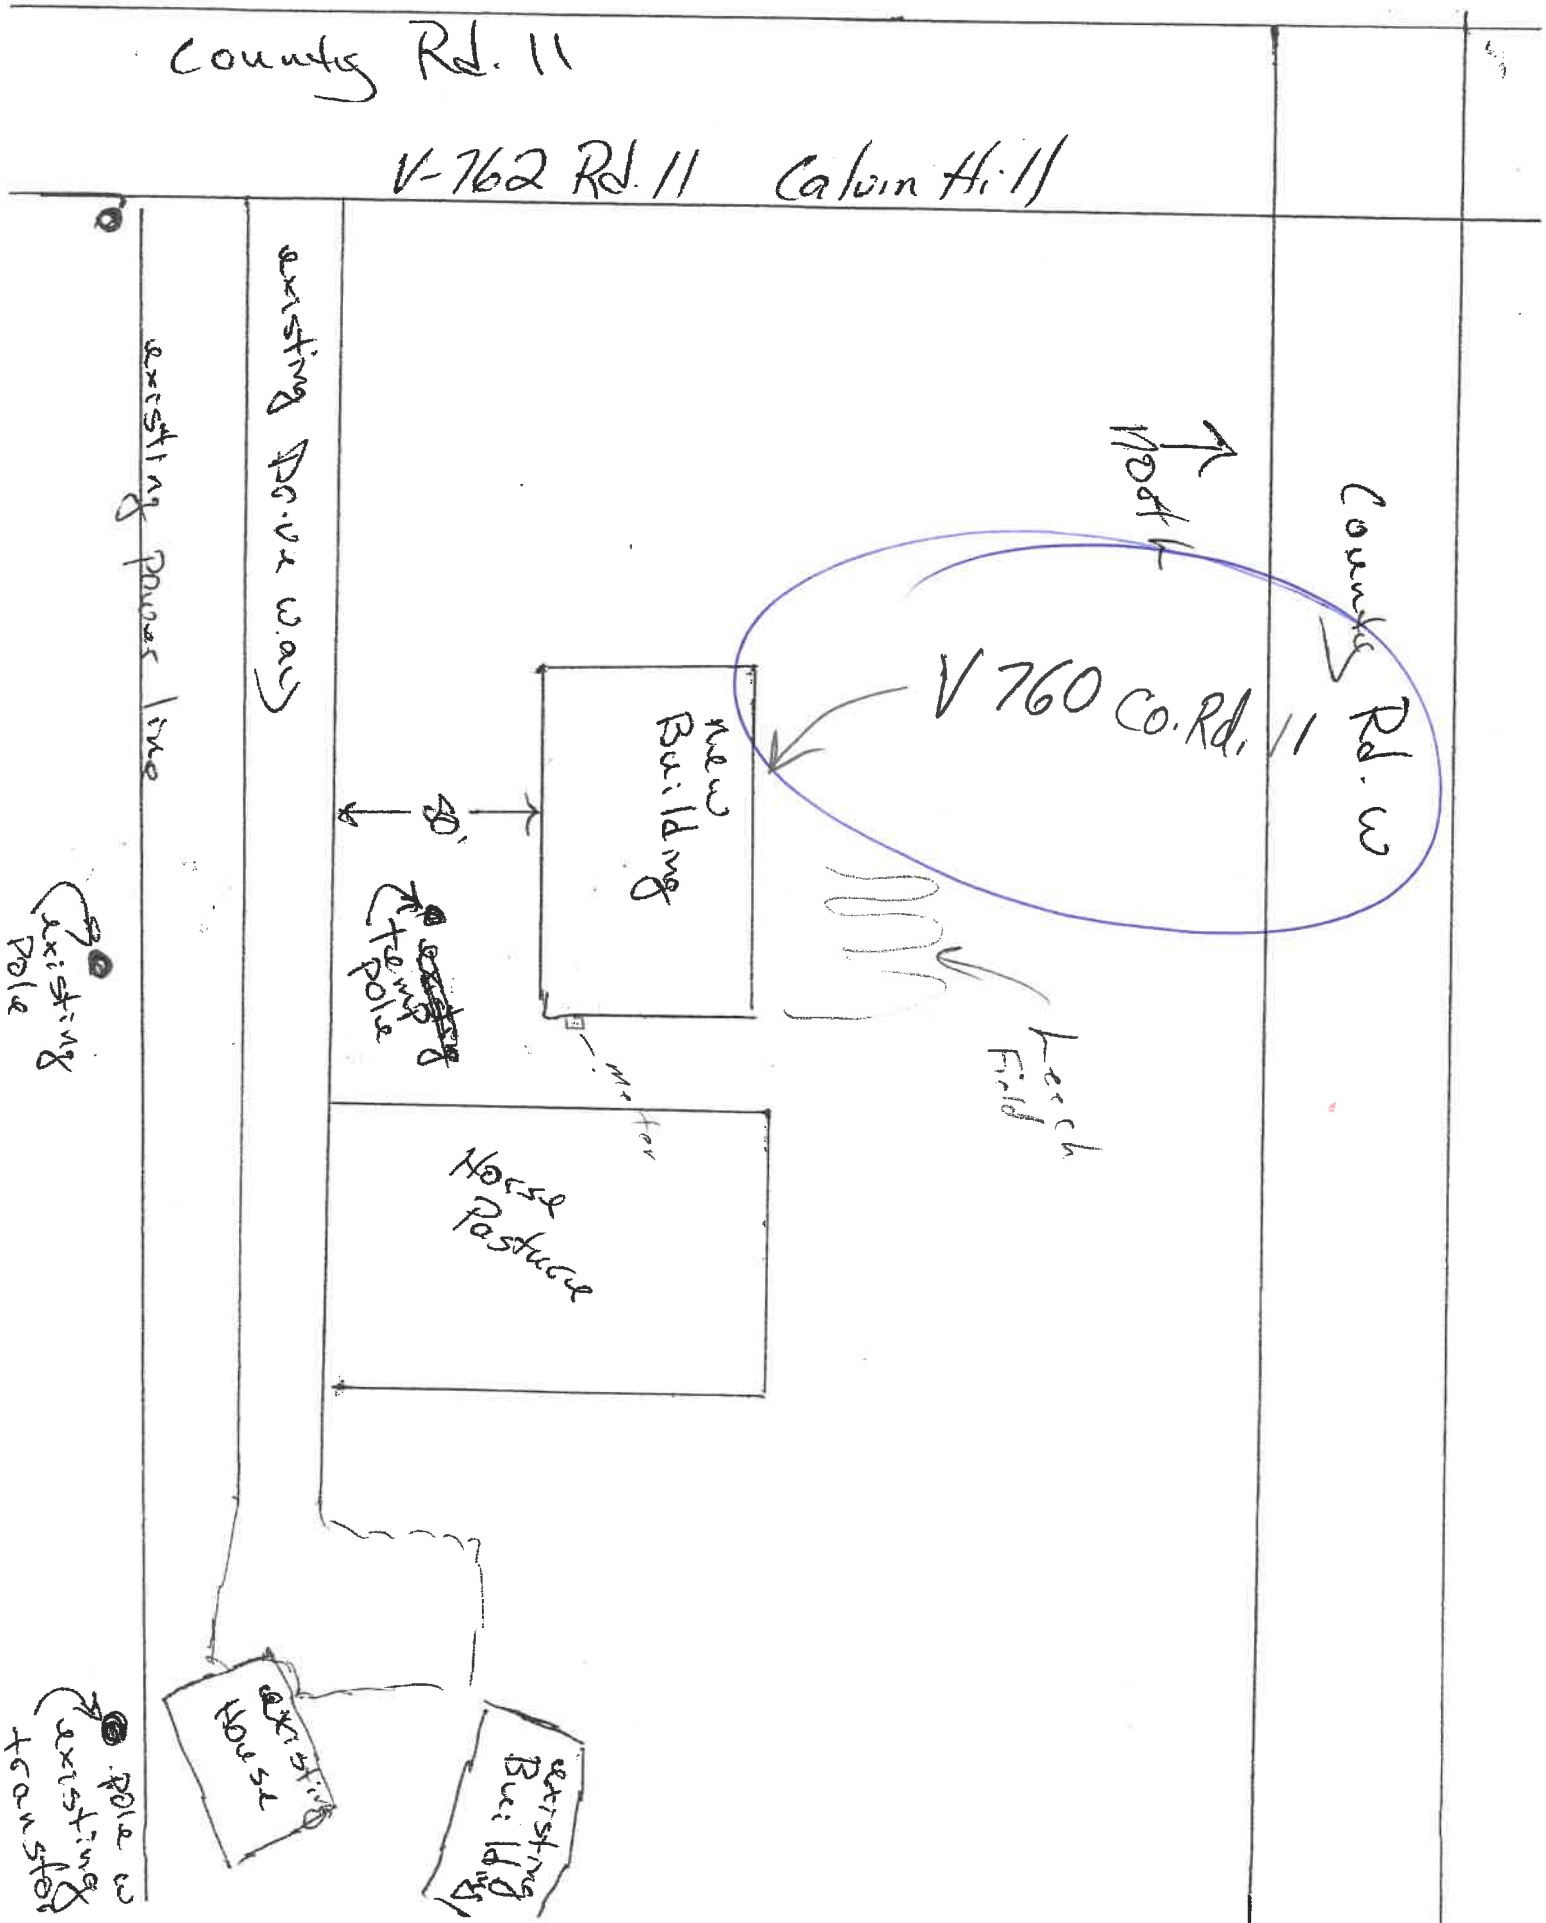 County Rd. 11
V-762 Rd. 11 Calvin Hill
existing power line
existing Drive way
North
County Rd. W
V 760 Co. Rd. 11
new
Building
80'
existing
temp
pole
existing
Pole
meter
Leech
Field
Horse
Pasture
existing
House
existing
Building
pole w
existing
transfor